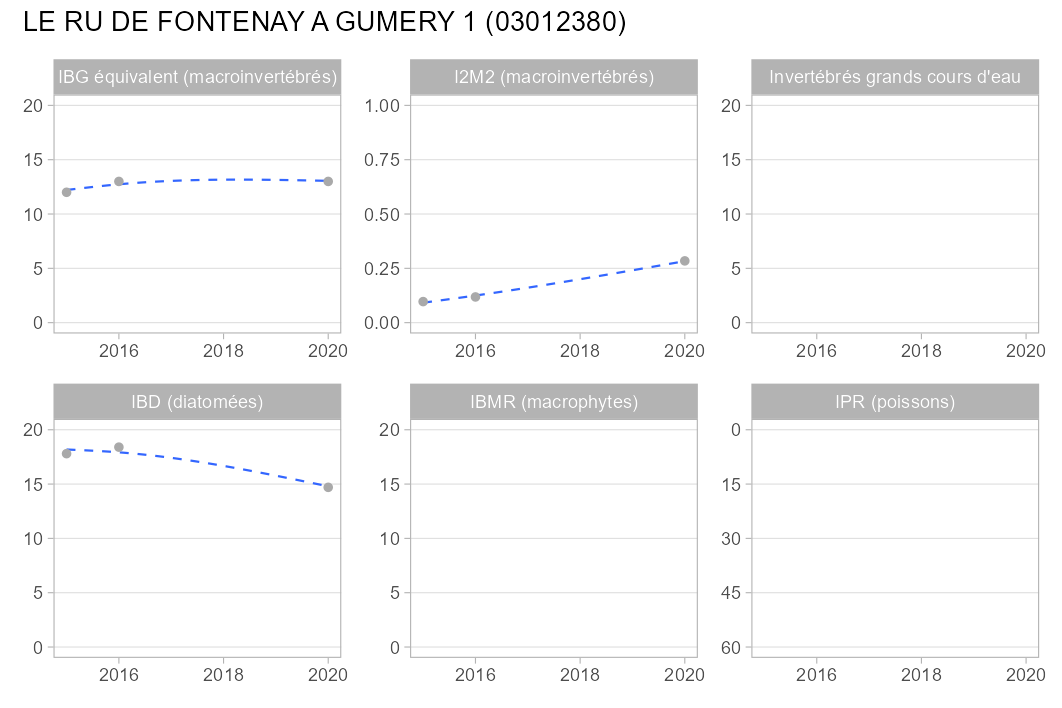 LE RU DE FONTENAY A GUMERY 1 (03012380)
IBG équivalent (macroinvertébrés)
20
15
10
5
0
2016 2018 2020
I2M2 (macroinvertébrés)
1.00
0.75
0.50
0.25
0.00
2016 2018 2020
Invertébrés grands cours d'eau
20
15
10
5
0
2016 2018 2020
IBD (diatomées)
20
15
10
5
0
2016 2018 2020
IBMR (macrophytes)
20
15
10
5
0
2016 2018 2020
IPR (poissons)
0
15
30
45
60
2016 2018 2020